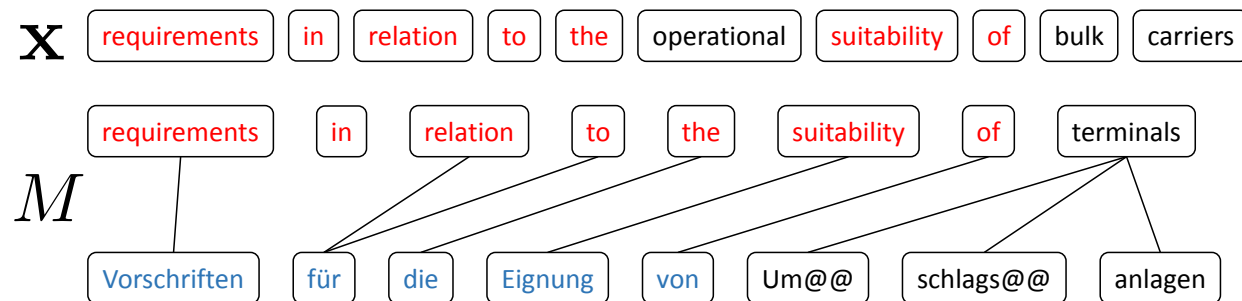 x requirements in relation to the operational suitability of bulk carriers
requirements in relation to the suitability of terminals
M
Vorschriften für die Eignung von Um@@ schlags@@ anlagen